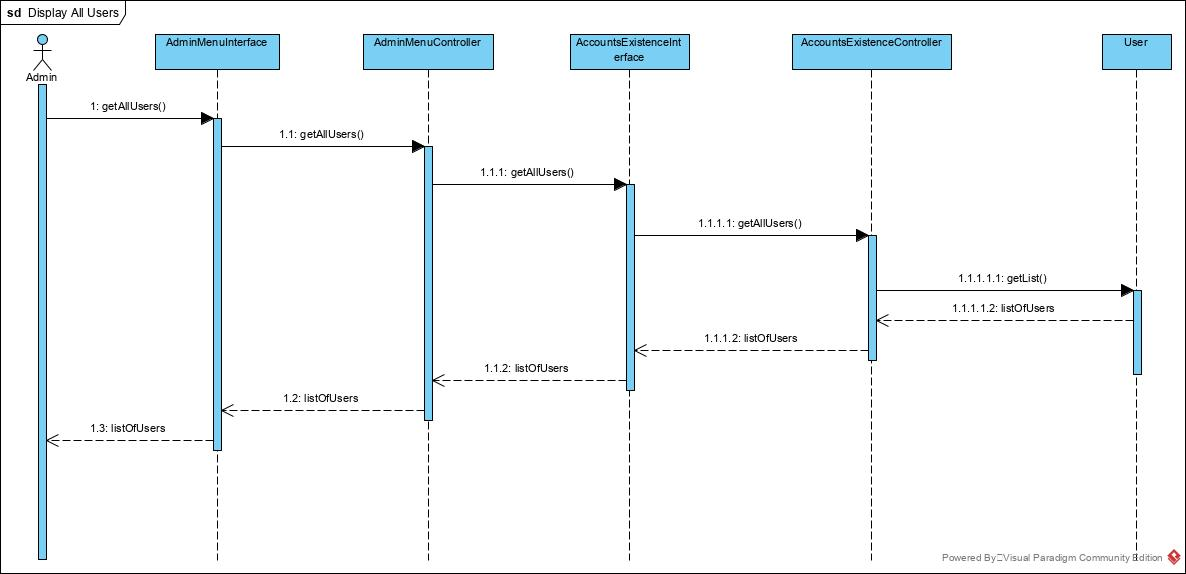 sd Display All Users
AdminMenuInterface
AdminMenuController
AccountsExistenceInt
erface
AccountsExistenceController
User
Admin
1: getAllUsers()
1.1: getAllUsers()
1.1.1: getAllUsers()
1.1.1.1: getAllUsers()
1.1.1.1.1: getList()
1.1.1.1.2: listOfUsers
1.1.1.2: listOfUsers
1.1.2: listOfUsers
1.2: listOfUsers
1.3: listOfUsers
Powered By Visual Paradigm Community Edition